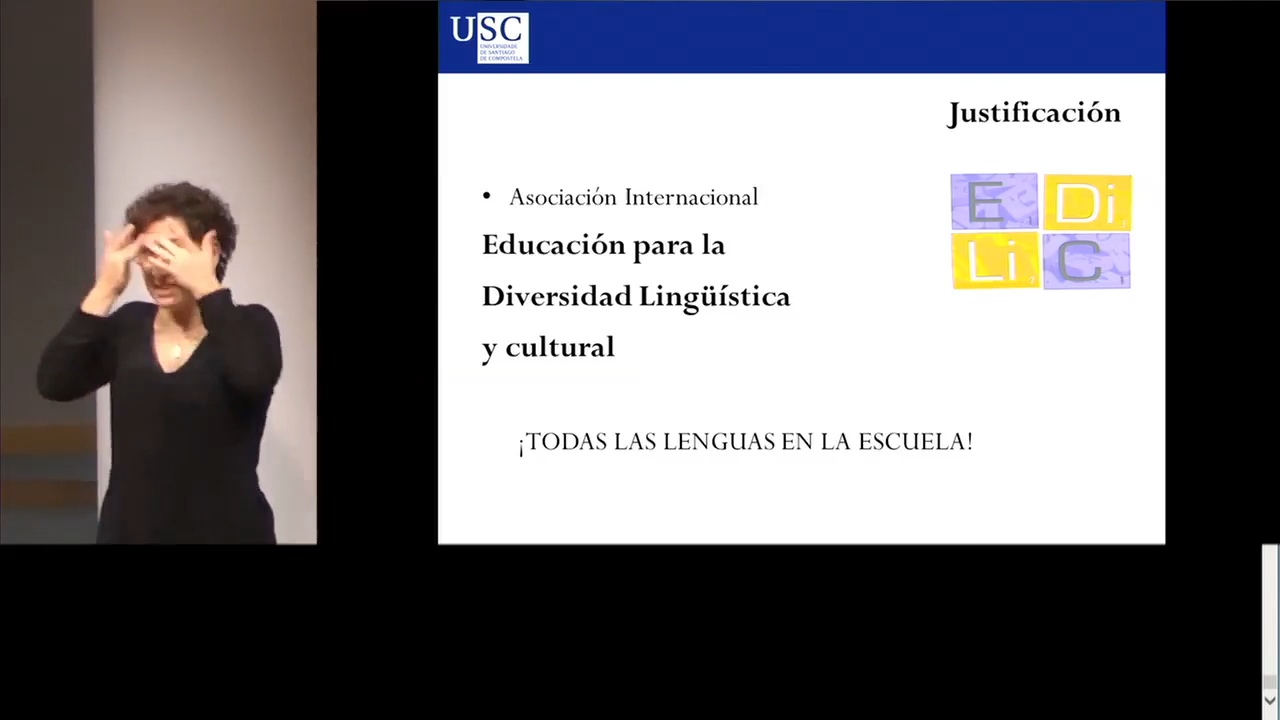 USC
UNIVERSIDADE
DE SANTIAGO
DE COMPOSTELA
Justificación
• Asociación Internacional
Educación para la
Diversidad Lingüística
y cultural
E Di
Li C
¡TODAS LAS LENGUAS EN LA ESCUELA!